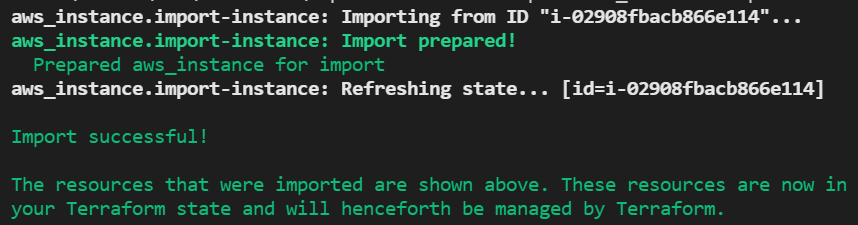 aws_instance.import-instance: Importing from ID "i-02908fbacb866e114"...
aws_instance.import-instance: Import prepared!
  Prepared aws_instance for import
aws_instance.import-instance: Refreshing state... [id=i-02908fbacb866e114]
Import successful!
The resources that were imported are shown above. These resources are now in
your Terraform state and will henceforth be managed by Terraform.